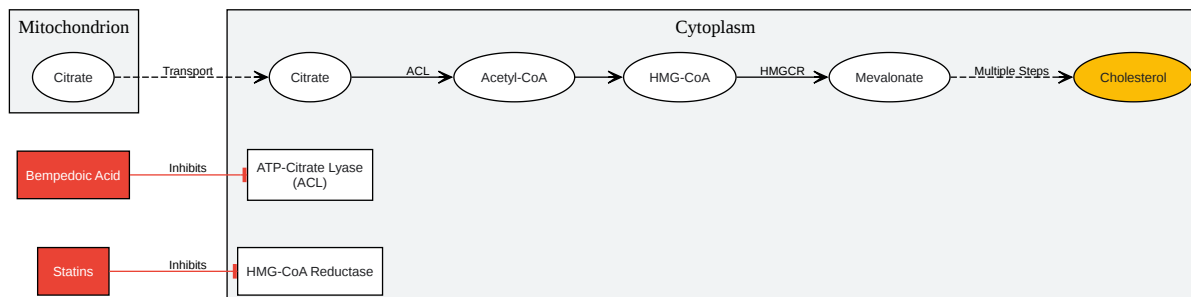 Mitochondrion
Cytoplasm
Citrate
Transport
Citrate
ACL
Acetyl-CoA
HMG-CoA
HMGCR
Mevalonate
Multiple Steps
Cholesterol
Bempedoic Acid
Inhibits
ATP-Citrate Lyase
(ACL)
Statins
Inhibits
HMG-CoA Reductase